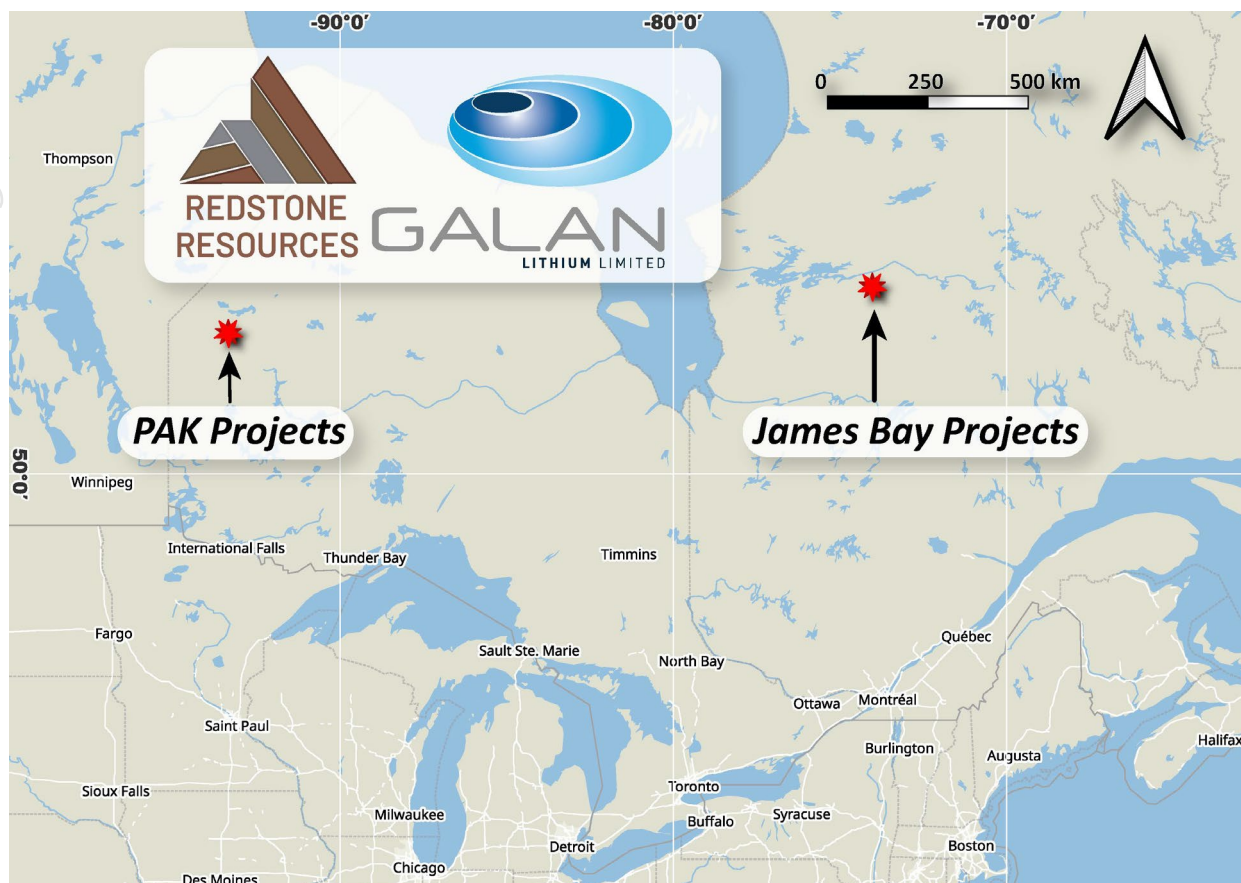 -90°0′
-80°0′
-70°0′
0 250 500 km
Thompson
REDSTONE
RESOURCES
GALAN
LITHIUM LIMITED
PAK Projects
James Bay Projects
50°0′
Winnipeg
International Falls
Thunder Bay
Timmins
Fargo
Sault Ste. Marie
North Bay
Québec
Saint Paul
Ottawa
Montréal
Burlington
Augusta
Halifax
Sioux Falls
Milwaukee
Toronto
Buffalo
Syracuse
Detroit
Boston
Chicago
Des Moines